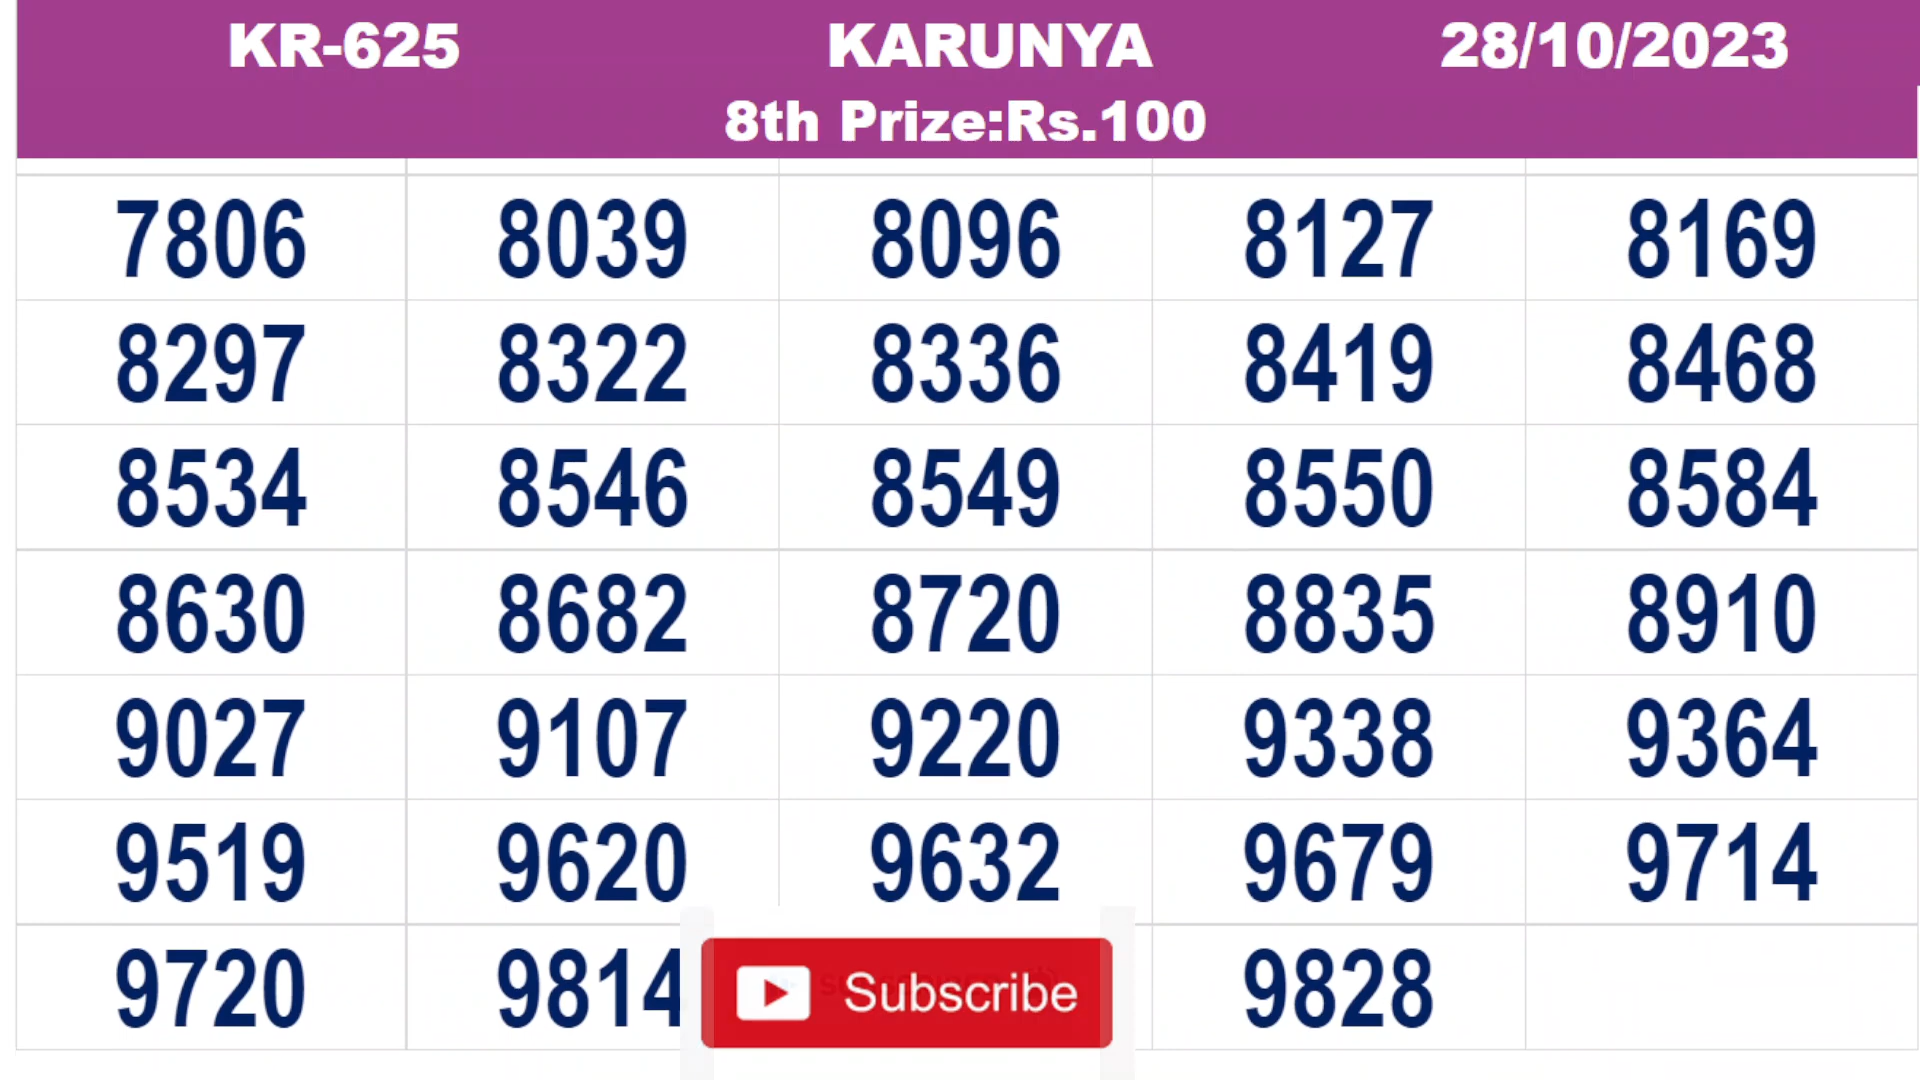 KR-625 KARUNYA 28/10/2023
8th Prize:Rs.100
7806 8039 8096 8127 8169
8297 8322 8336 8419 8468
8534 8546 8549 8550 8584
8630 8682 8720 8835 8910
9027 9107 9220 9338 9364
9519 9620 9632 9679 9714
9720 9814 Subscribe 9828